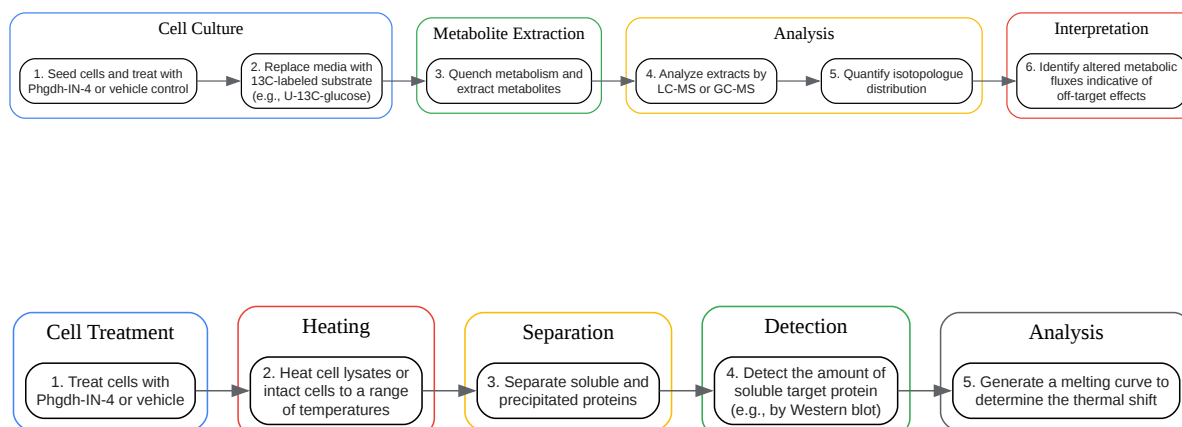 Cell Culture
1. Seed cells and treat with
Phgdh-IN-4 or vehicle control
2. Replace media with
13C-labeled substrate
(e.g., U-13C-glucose)
Metabolite Extraction
3. Quench metabolism and
extract metabolites
Analysis
4. Analyze extracts by
LC-MS or GC-MS
5. Quantify isotopologue
distribution
Interpretation
6. Identify altered metabolic
fluxes indicative of
off-target effects
Cell Treatment
1. Treat cells with
Phgdh-IN-4 or vehicle
Heating
2. Heat cell lysates or
intact cells to a range
of temperatures
Separation
3. Separate soluble and
precipitated proteins
Detection
4. Detect the amount of
soluble target protein
(e.g., by Western blot)
Analysis
5. Generate a melting curve to
determine the thermal shift